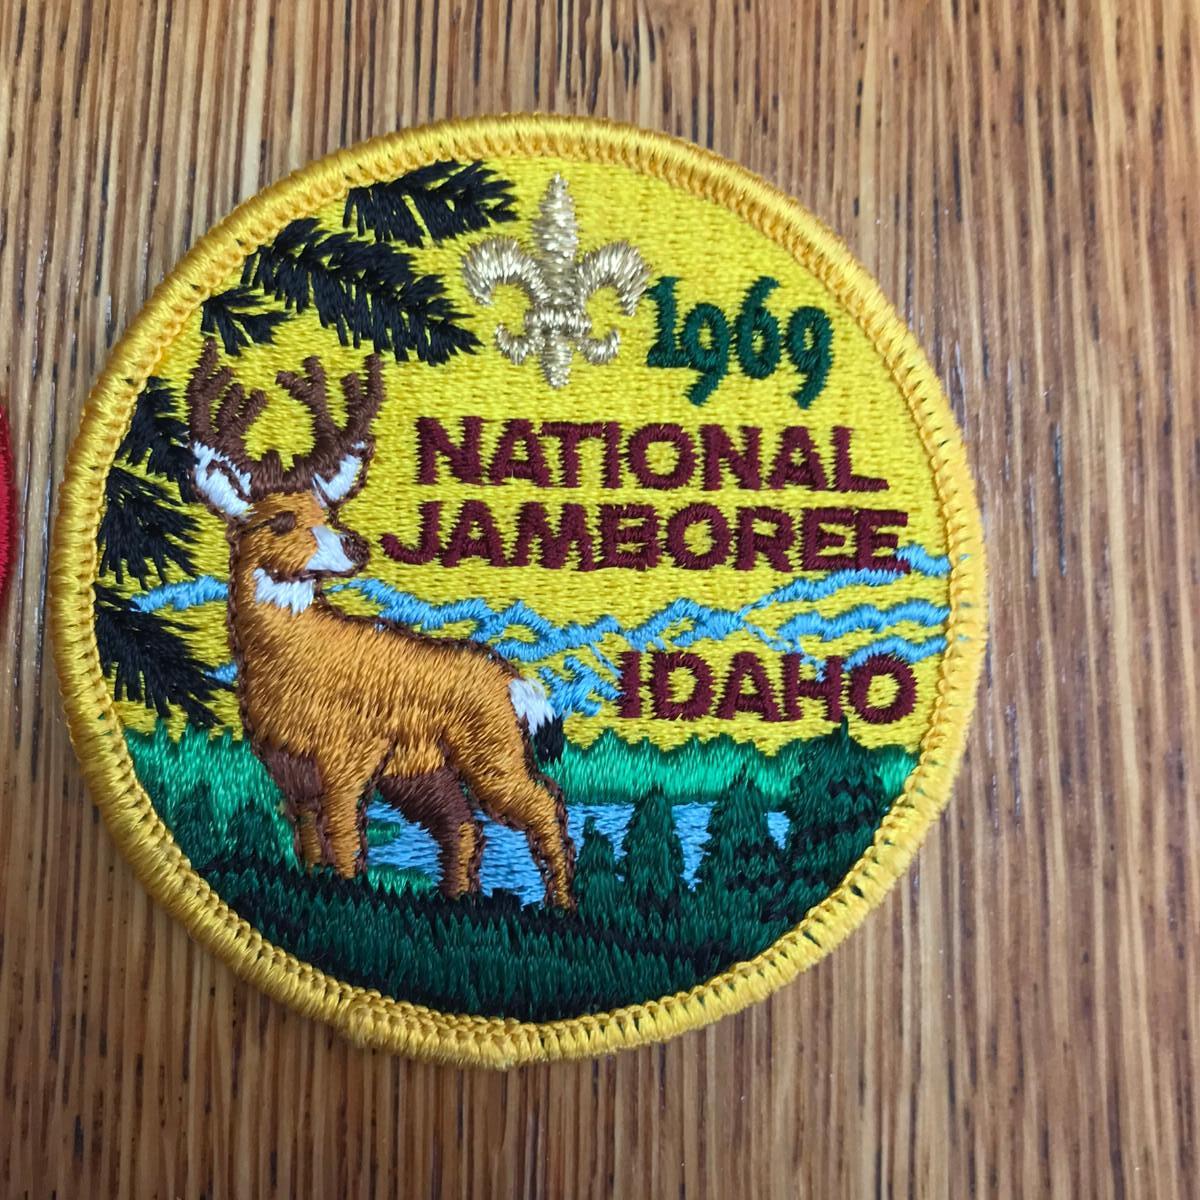 1969
NATIONAL
JAMBOREE
IDAHO